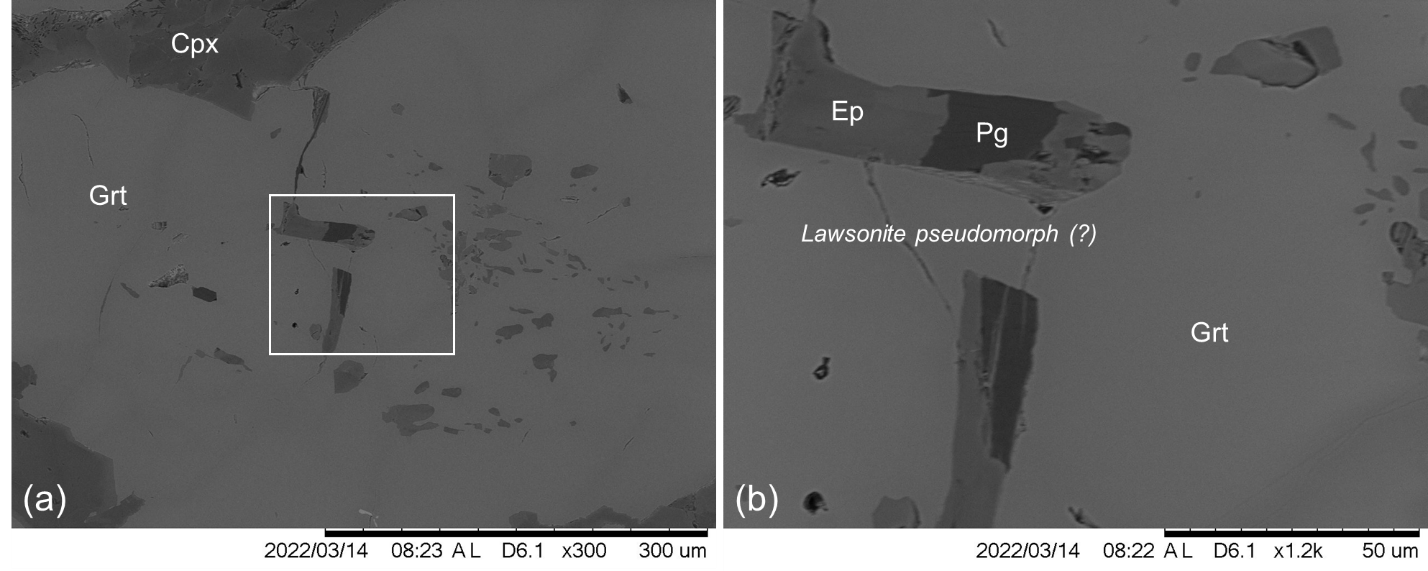 Cpx
Grt
(a)
2022/03/14 08:23 A L D6.1 x300 300 um
Ep
Pg
Lawsonite pseudomorph (?)
Grt
(b)
2022/03/14 08:22 A L D6.1 x1.2k 50 um